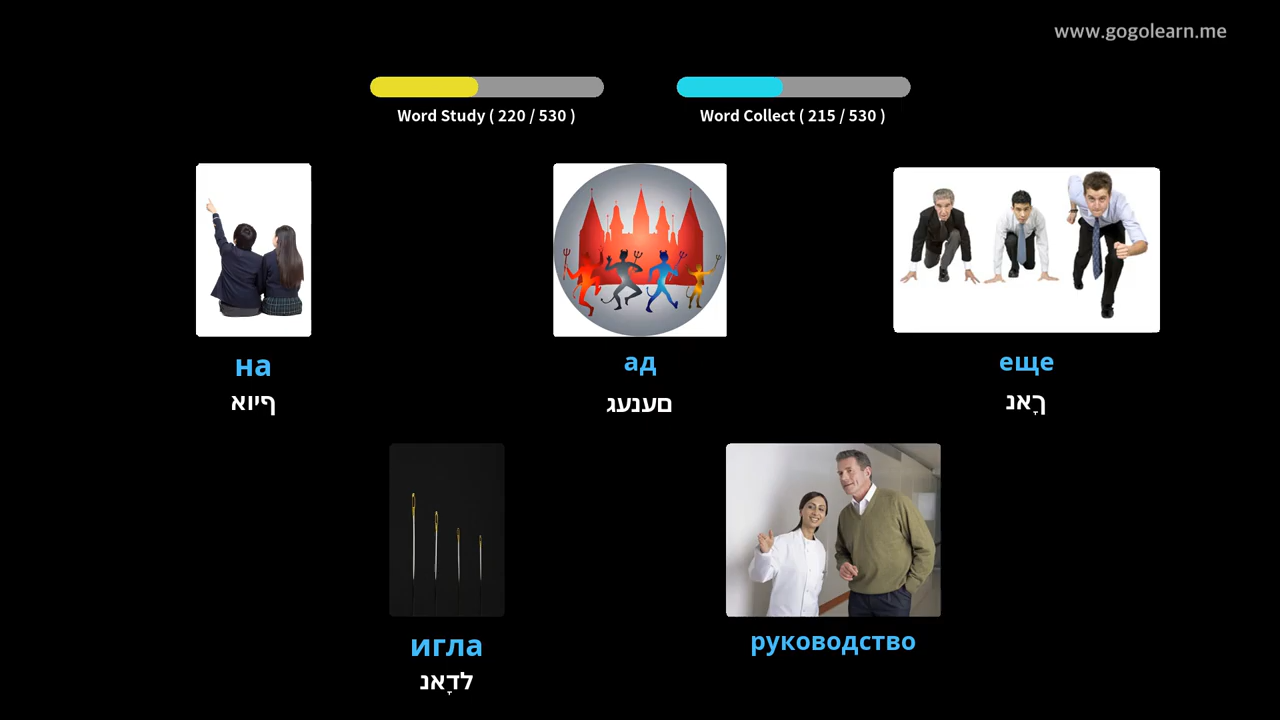 www.gogolearn.me
Word Study ( 220 / 530 )
Word Collect ( 215 / 530 )
на
ףיוא
ад
םענעג
еще
ךָאנ
игла
לדָאנ
руководство